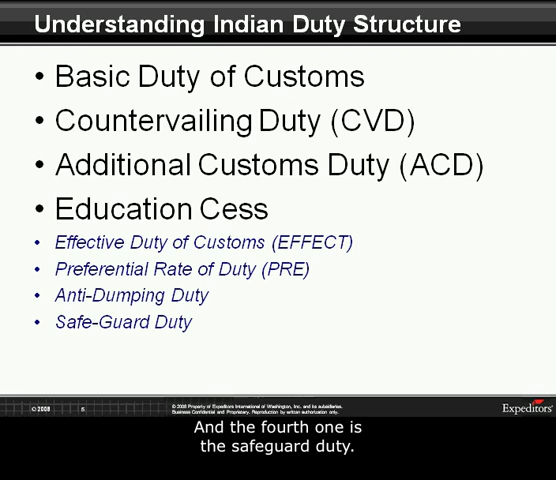 Understanding Indian Duty Structure
• Basic Duty of Customs
• Countervailing Duty (CVD)
• Additional Customs Duty (ACD)
• Education Cess
• Effective Duty of Customs (EFFECT)
• Preferential Rate of Duty (PRE)
• Anti-Dumping Duty
• Safe-Guard Duty
© 2008
6
© 2008 Property of Expeditors International of Washington, Inc. and its subsidiaries.
Business Confidential and Proprietary. Reproduction by written authorization only.
Expeditors
And the fourth one is
the safeguard duty.